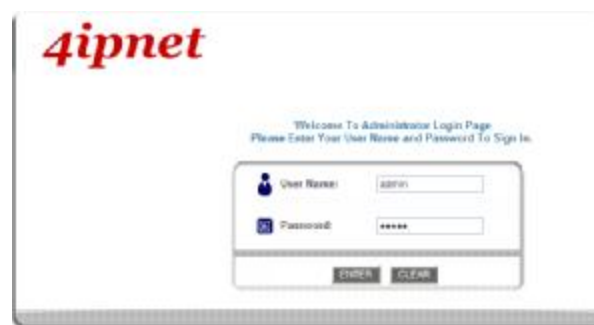 4ipnet
Welcome To Administrator Login Page
Please Enter Your User Name and Password To Sign In.
User Name:
admin
Password:
•••••
ENTER CLEAR